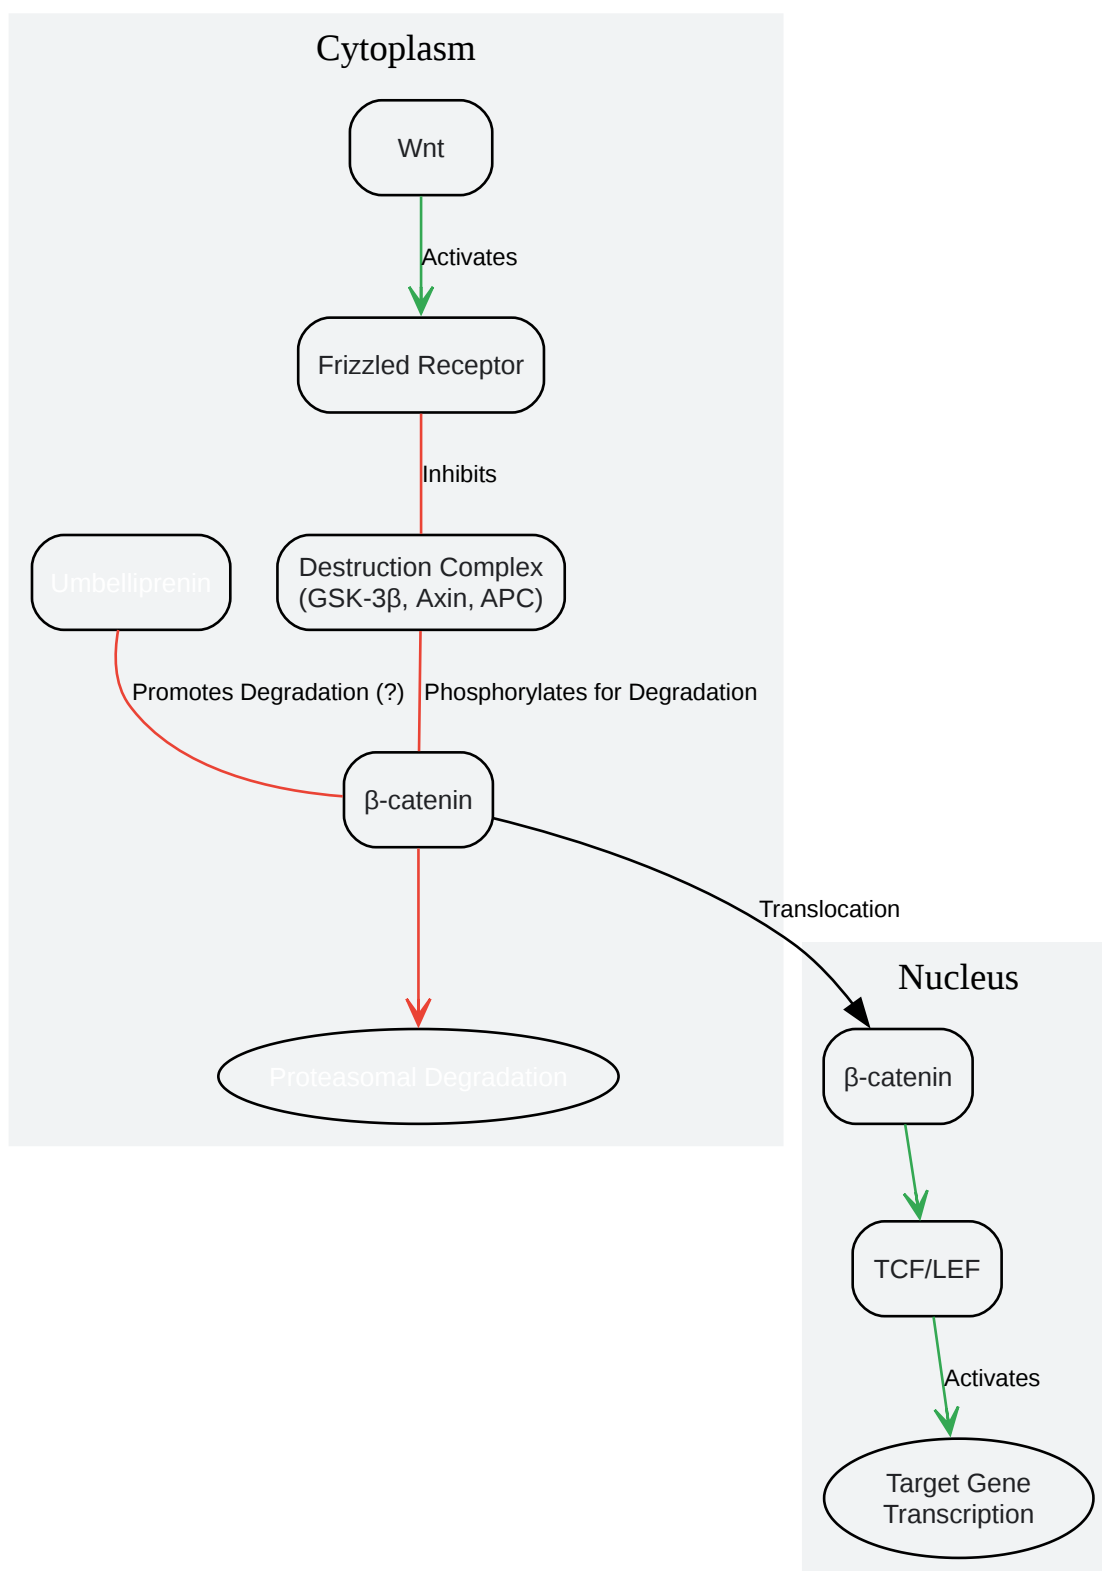 Cytoplasm
Wnt
Activates
Frizzled Receptor
Inhibits
Umbelliprenin
Destruction Complex
(GSK-3β, Axin, APC)
Promotes Degradation (?)
Phosphorylates for Degradation
β-catenin
Translocation
Nucleus
Proteasomal Degradation
β-catenin
TCF/LEF
Activates
Target Gene
Transcription